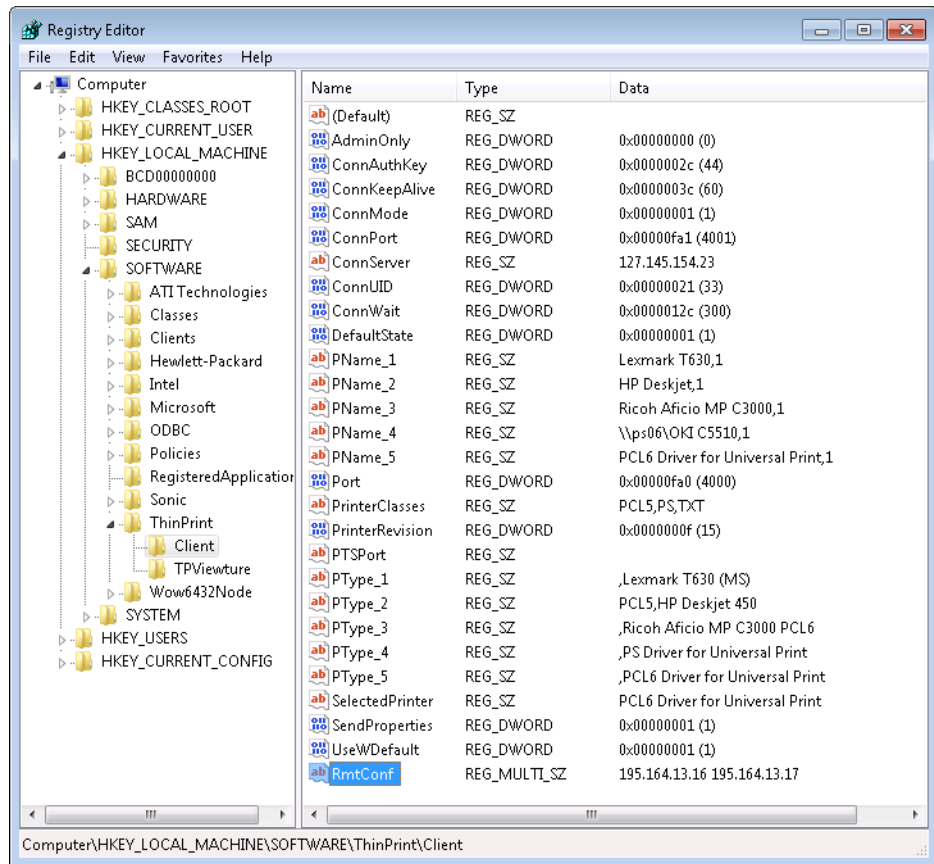 Registry Editor
File Edit View Favorites Help
Computer
HKEY_CLASSES_ROOT
HKEY_CURRENT_USER
HKEY_LOCAL_MACHINE
BCD00000000
HARDWARE
SAM
SECURITY
SOFTWARE
ATI Technologies
Classes
Clients
Hewlett-Packard
Intel
Microsoft
ODBC
Policies
RegisteredApplication
Sonic
ThinPrint
Client
TPViewture
Wow6432Node
SYSTEM
HKEY_USERS
HKEY_CURRENT_CONFIG
Name Type Data
(Default) REG_SZ
AdminOnly REG_DWORD 0x00000000 (0)
ConnAuthKey REG_DWORD 0x0000002c (44)
ConnKeepAlive REG_DWORD 0x0000003c (60)
ConnMode REG_DWORD 0x00000001 (1)
ConnPort REG_DWORD 0x00000fa1 (4001)
ConnServer REG_SZ 127.145.154.23
ConnUID REG_DWORD 0x00000021 (33)
ConnWait REG_DWORD 0x0000012c (300)
DefaultState REG_DWORD 0x00000001 (1)
PName_1 REG_SZ Lexmark T630,1
PName_2 REG_SZ HP Deskjet,1
PName_3 REG_SZ Ricoh Aficio MP C3000,1
PName_4 REG_SZ \\ps06\OKI C5510,1
PName_5 REG_SZ PCL6 Driver for Universal Print,1
Port REG_DWORD 0x00000fa0 (4000)
PrinterClasses REG_SZ PCL5,PS,TXT
PrinterRevision REG_DWORD 0x0000000f (15)
PTSPort REG_SZ
PType_1 REG_SZ ,Lexmark T630 (MS)
PType_2 REG_SZ PCL5,HP Deskjet 450
PType_3 REG_SZ ,Ricoh Aficio MP C3000 PCL6
PType_4 REG_SZ ,PS Driver for Universal Print
PType_5 REG_SZ ,PCL6 Driver for Universal Print
SelectedPrinter REG_SZ PCL6 Driver for Universal Print
SendProperties REG_DWORD 0x00000001 (1)
UseWDefault REG_DWORD 0x00000001 (1)
RmtConf REG_MULTI_SZ 195.164.13.16 195.164.13.17
Computer\HKEY_LOCAL_MACHINE\SOFTWARE\ThinPrint\Client